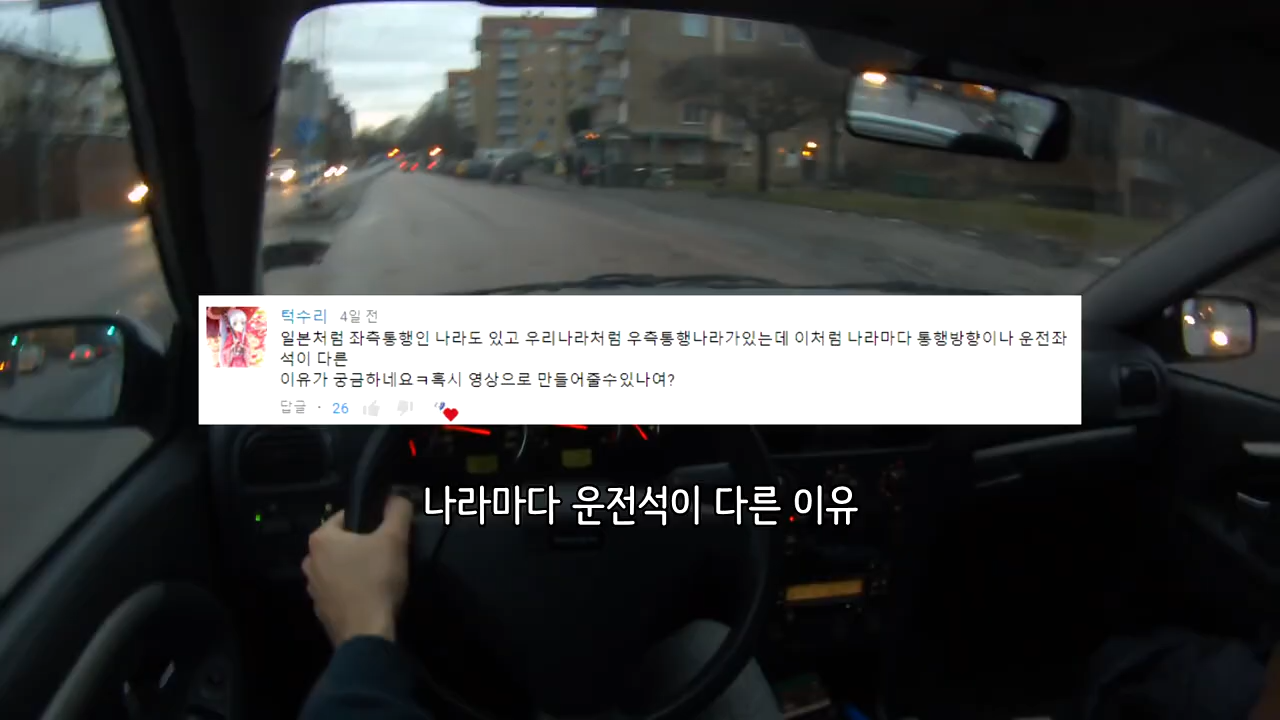 턱수리 4일 전
일본처럼 좌측통행인 나라도 있고 우리나라처럼 우측통행나라가있는데 이처럼 나라마다 통행방향이나 운전좌
석이 다른
이유가 궁금하네요ㅋ혹시 영상으로 만들어줄수있나여?
답글 · 26
나라마다 운전석이 다른 이유